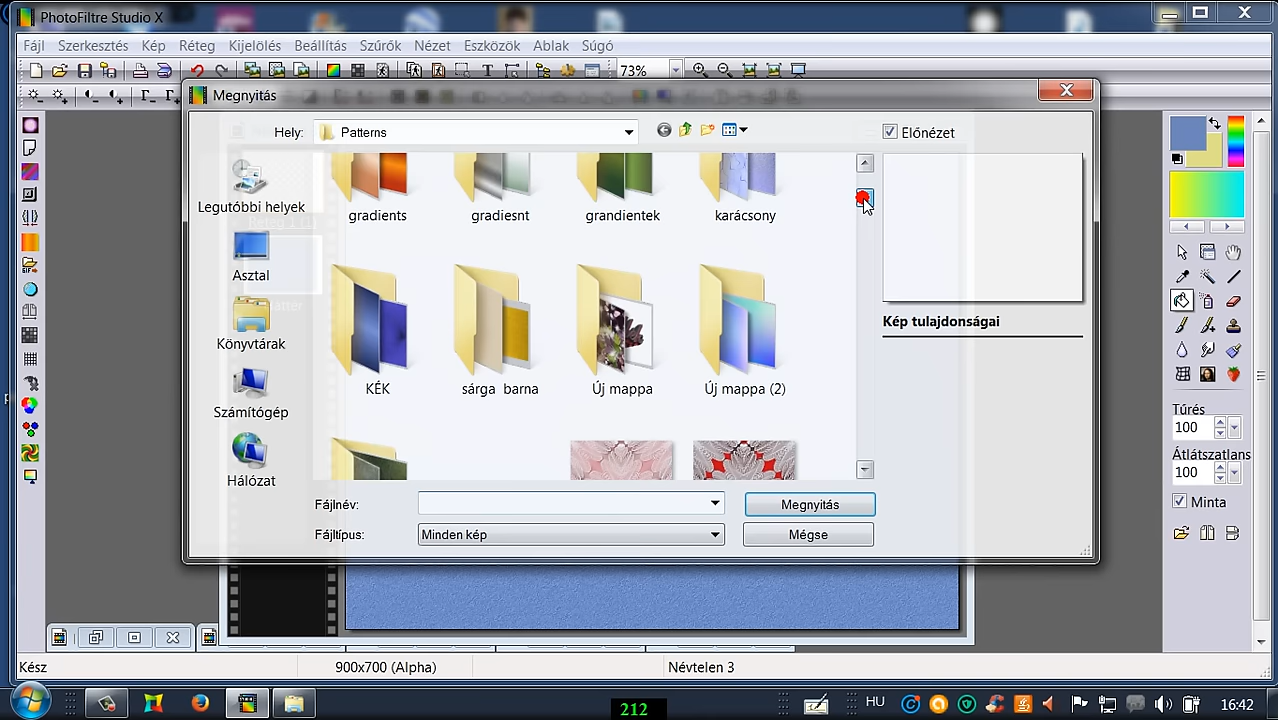 PhotoFiltre Studio X
Fájl Szerkesztés Kép Réteg Kijelölés Beállítás Szűrők Nézet Eszközök Ablak Súgó
73%
Megnyitás
Hely: Patterns
Előnézet
Legutóbbi helyek
Asztal
Könyvtárak
Számítógép
Hálózat
gradients gradiesnt grandientek karácsony
KÉK sárga barna Új mappa Új mappa (2)
Kép tulajdonságai
Fájlnév:
Megnyitás
Fájltípus: Minden kép
Mégse
Tűrés
100
Átlátszatlans
100
Minta
Kész 900x700 (Alpha) Névtelen 3
212
HU
16:42